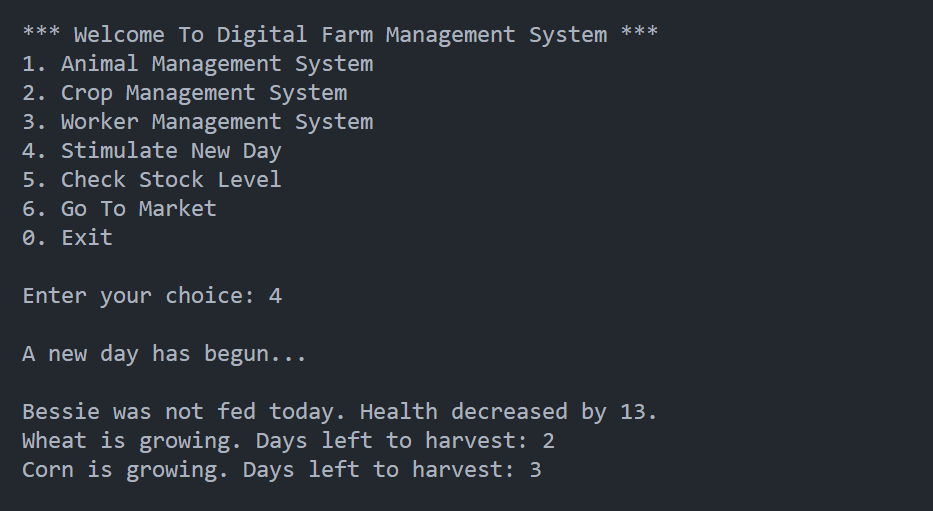 *** Welcome To Digital Farm Management System ***
1. Animal Management System
2. Crop Management System
3. Worker Management System
4. Stimulate New Day
5. Check Stock Level
6. Go To Market
0. Exit
Enter your choice: 4
A new day has begun...
Bessie was not fed today. Health decreased by 13.
Wheat is growing. Days left to harvest: 2
Corn is growing. Days left to harvest: 3